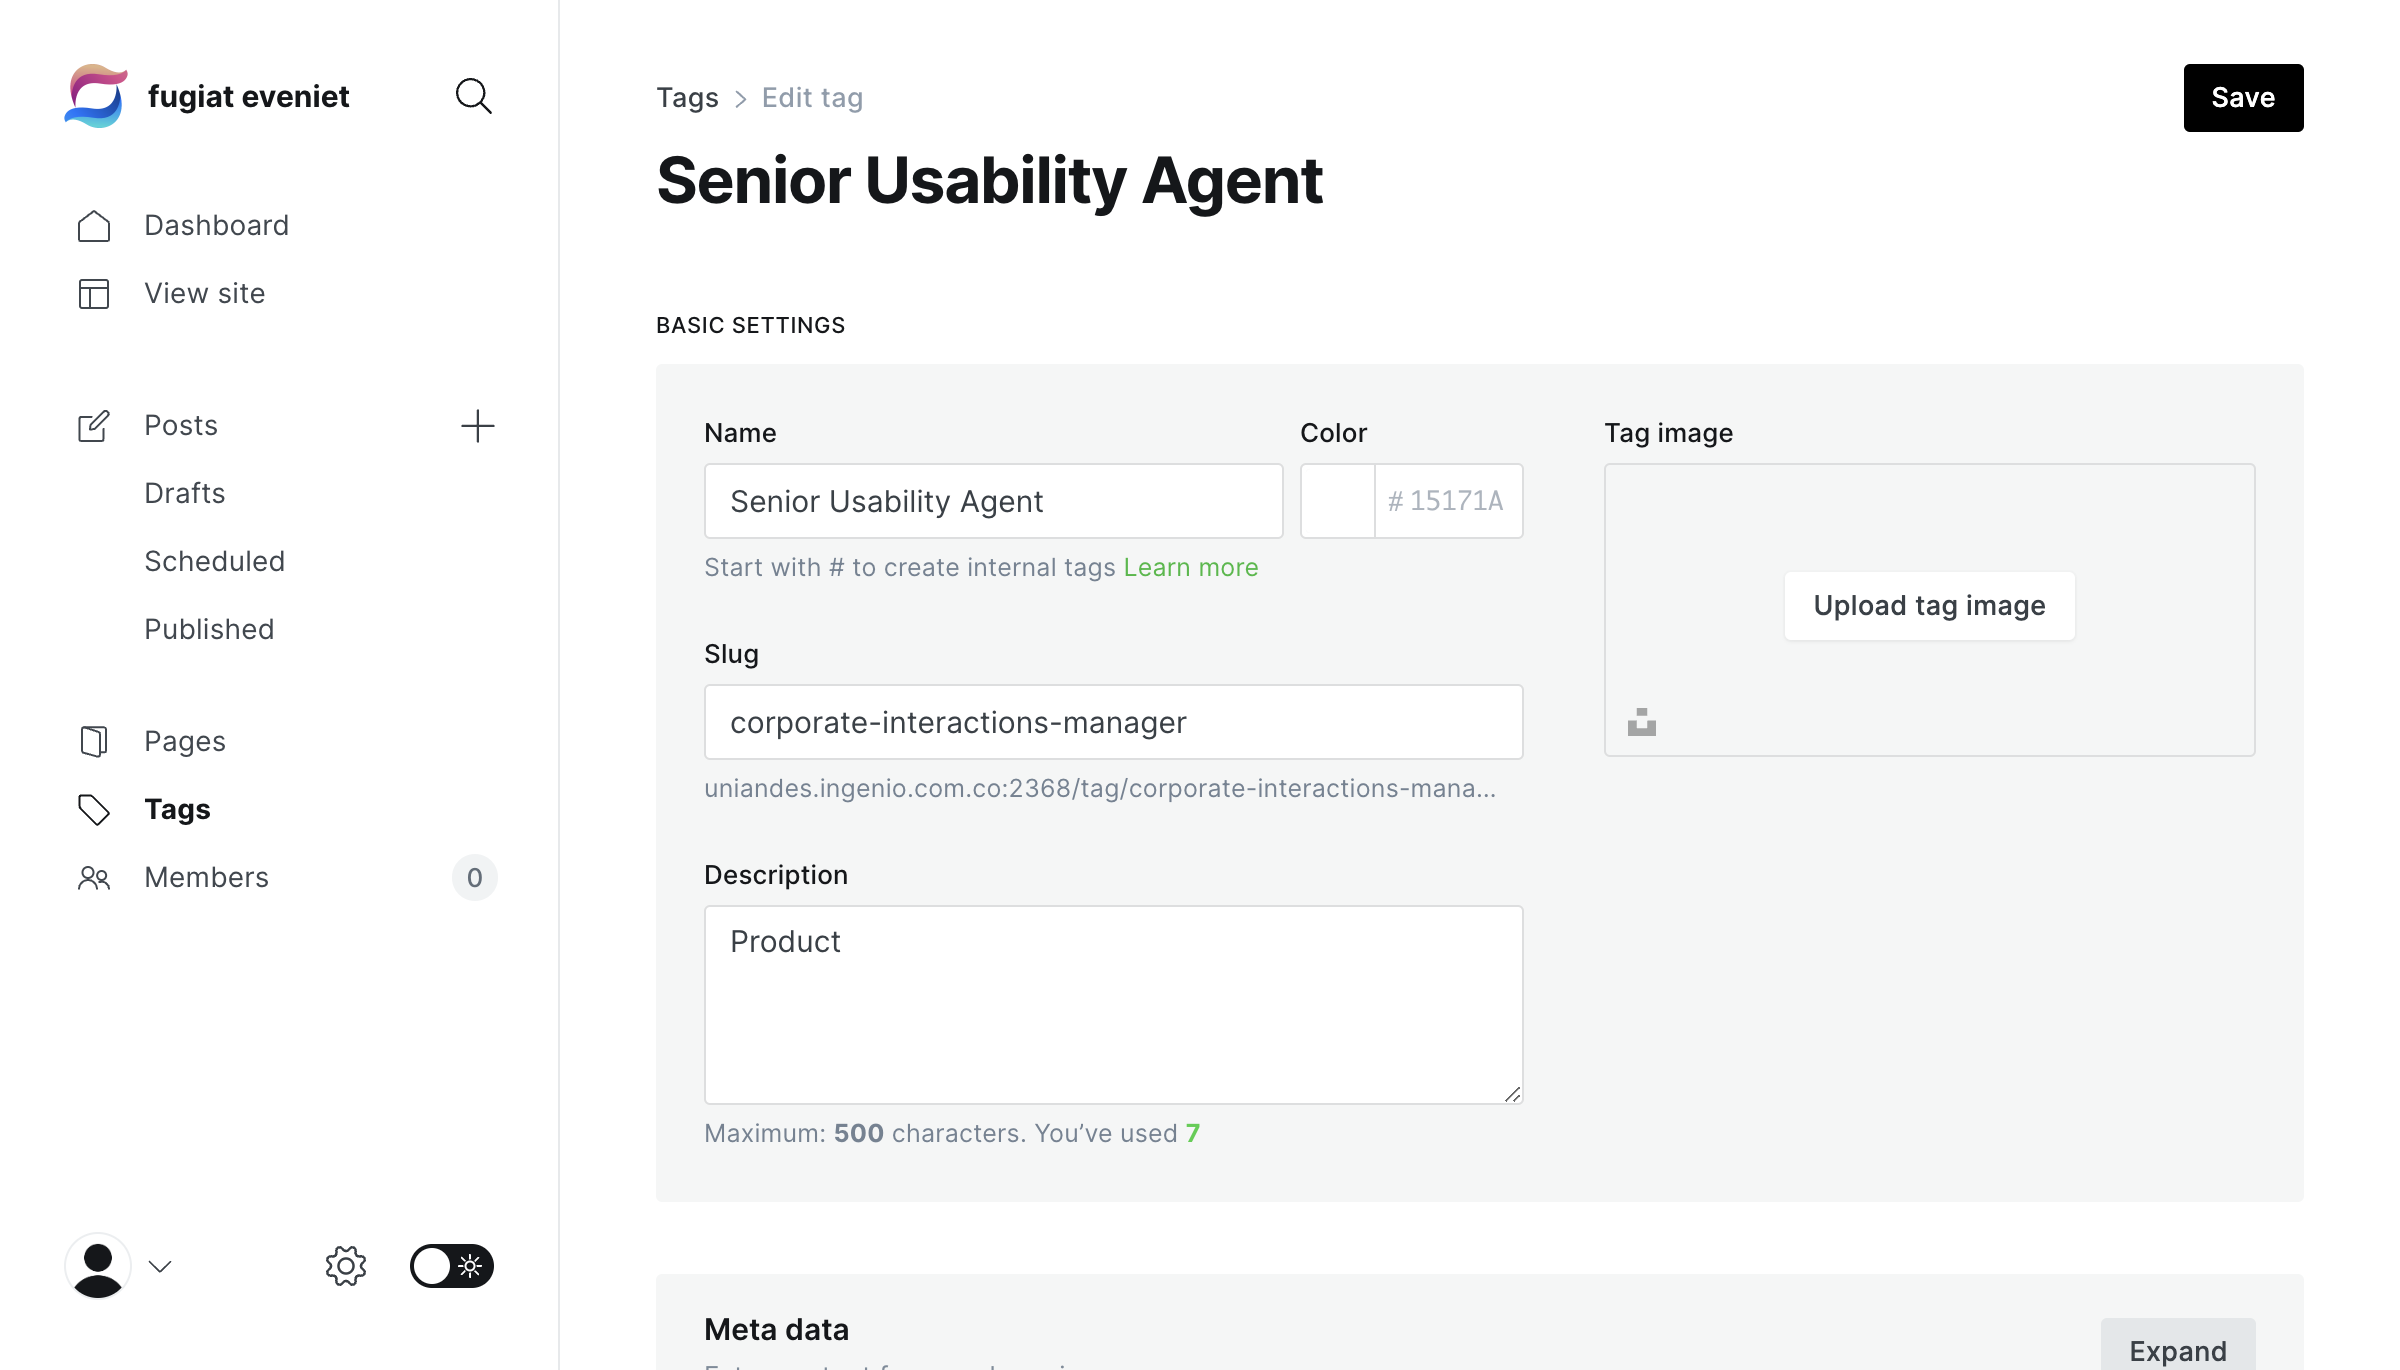 fugiat eveniet
Dashboard
View site
Posts
Drafts
Scheduled
Published
Pages
Tags
Members
0
Tags > Edit tag
Save
Senior Usability Agent
BASIC SETTINGS
Name
Senior Usability Agent
Start with # to create internal tags Learn more
Color
# 15171A
Slug
corporate-interactions-manager
uniandes.ingenio.com.co:2368/tag/corporate-interactions-mana...
Description
Product
Maximum: 500 characters. You’ve used 7
Tag image
Upload tag image
Meta data
Expand